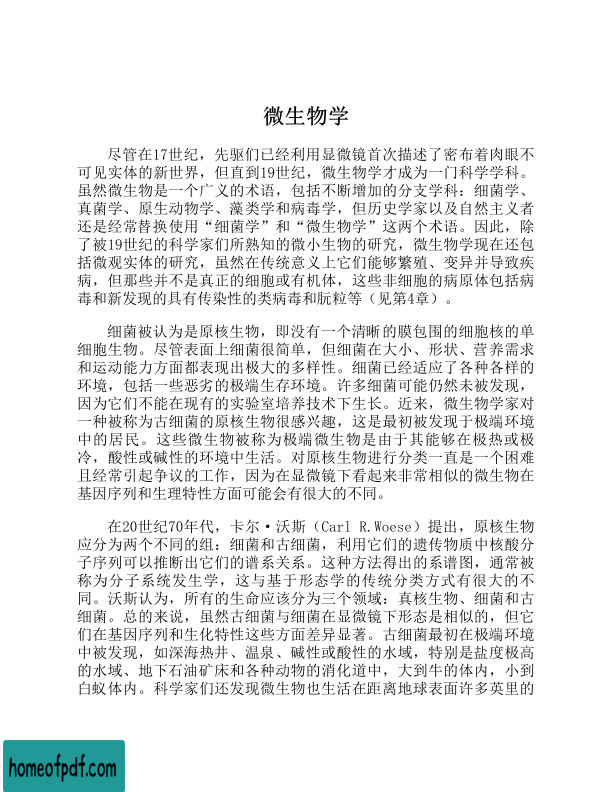 微生物学
尽管在17世纪，先驱们已经利用显微镜首次描述了密布着肉眼不
可见实体的新世界，但直到19世纪，微生物学才成为一门科学学科。
虽然微生物是一个广义的术语，包括不断增加的分支学科：细菌学、
真菌学、原生动物学、藻类学和病毒学，但历史学家以及自然主义者
还是经常替换使用“细菌学”和“微生物学”这两个术语。因此，除
了被19世纪的科学家们所熟知的微小生物的研究，微生物学现在还包
括微观实体的研究，虽然在传统意义上它们能够繁殖、变异并导致疾
病，但那些并不是真正的细胞或有机体，这些非细胞的病原体包括病
毒和新发现的具有传染性的类病毒和朊粒等（见第4章）。
细菌被认为是原核生物，即没有一个清晰的膜包围的细胞核的单
细胞生物。尽管表面上细菌很简单，但细菌在大小、形状、营养需求
和运动能力方面都表现出极大的多样性。细菌已经适应了各种各样的
环境，包括一些恶劣的极端生存环境。许多细菌可能仍然未被发现，
因为它们不能在现有的实验室培养技术下生长。近来，微生物学家对
一种被称为古细菌的原核生物很感兴趣，这是最初被发现于极端环境
中的居民。这些微生物被称为极端微生物是由于其能够在极热或极
冷，酸性或碱性的环境中生活。对原核生物进行分类一直是一个困难
且经常引起争议的工作，因为在显微镜下看起来非常相似的微生物在
基因序列和生理特性方面可能会有很大的不同。
在20世纪70年代，卡尔·沃斯（Carl R.Woese）提出，原核生物
应分为两个不同的组：细菌和古细菌，利用它们的遗传物质中核酸分
子序列可以推断出它们的谱系关系。这种方法得出的系谱图，通常被
称为分子系统发生学，这与基于形态学的传统分类方式有很大的不
同。沃斯认为，所有的生命应该分为三个领域：真核生物、细菌和古
细菌。总的来说，虽然古细菌与细菌在显微镜下形态是相似的，但它
们在基因序列和生化特性这些方面差异显著。古细菌最初在极端环境
中被发现，如深海热井、温泉、碱性或酸性的水域，特别是盐度极高
的水域、地下石油矿床和各种动物的消化道中，大到牛的体内，小到
白蚁体内。科学家们还发现微生物也生活在距离地球表面许多英里的
homeofpdf.com